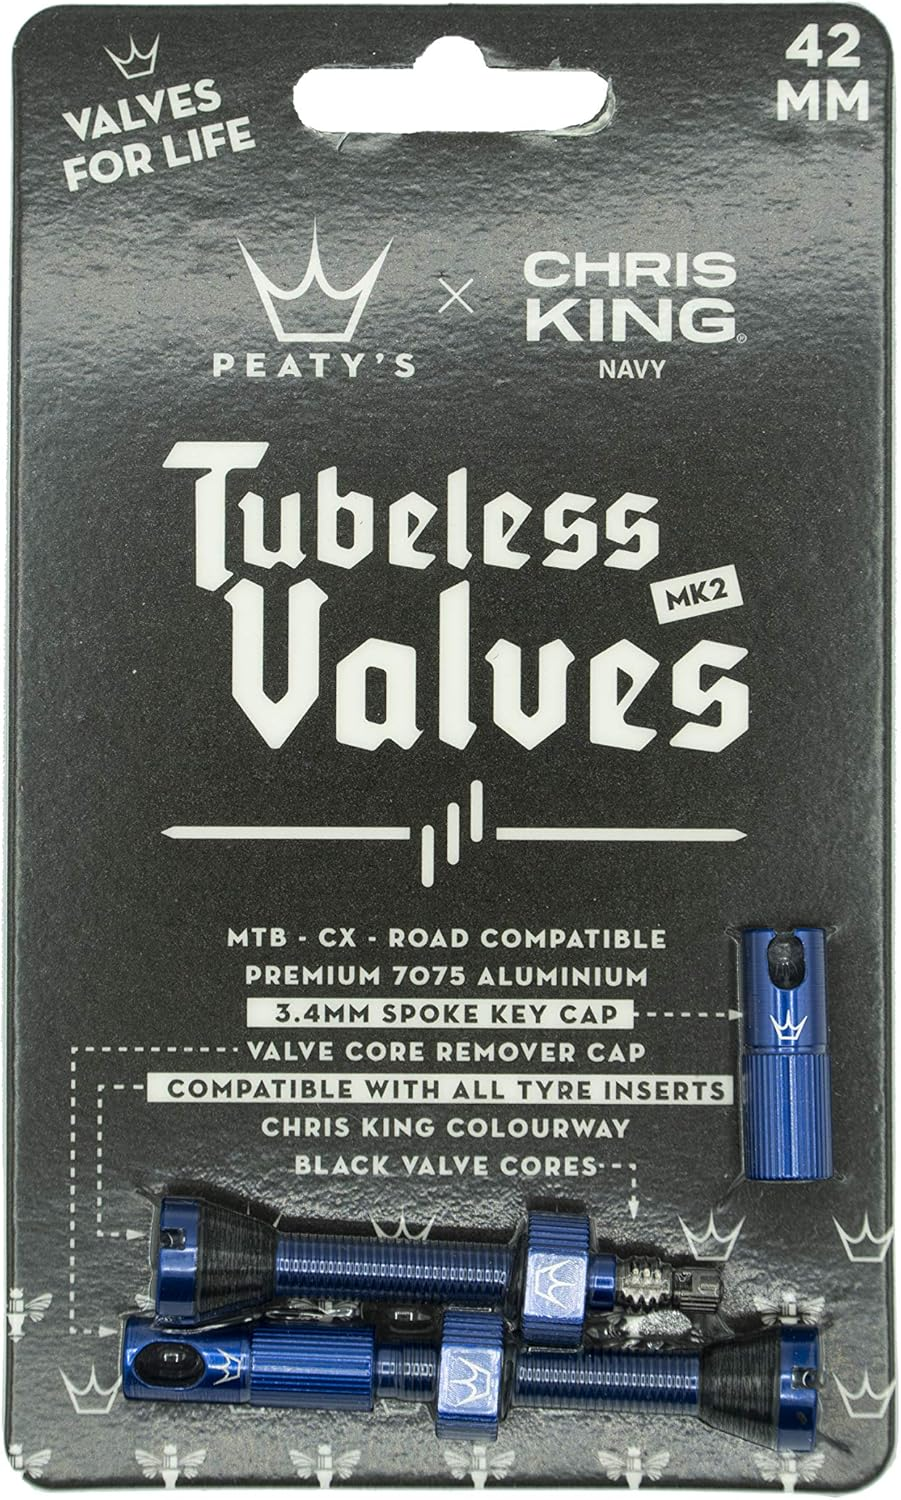 VALVES
FOR LIFE
42
MM
PEATY'S
×
CHRIS
KING®
NAVY
Tubeless
Valves
MK2
MTB - CX - ROAD COMPATIBLE
PREMIUM 7075 ALUMINIUM
3.4MM SPOKE KEY CAP
VALVE CORE REMOVER CAP
COMPATIBLE WITH ALL TYRE INSERTS
CHRIS KING COLOURWAY
BLACK VALVE CORES